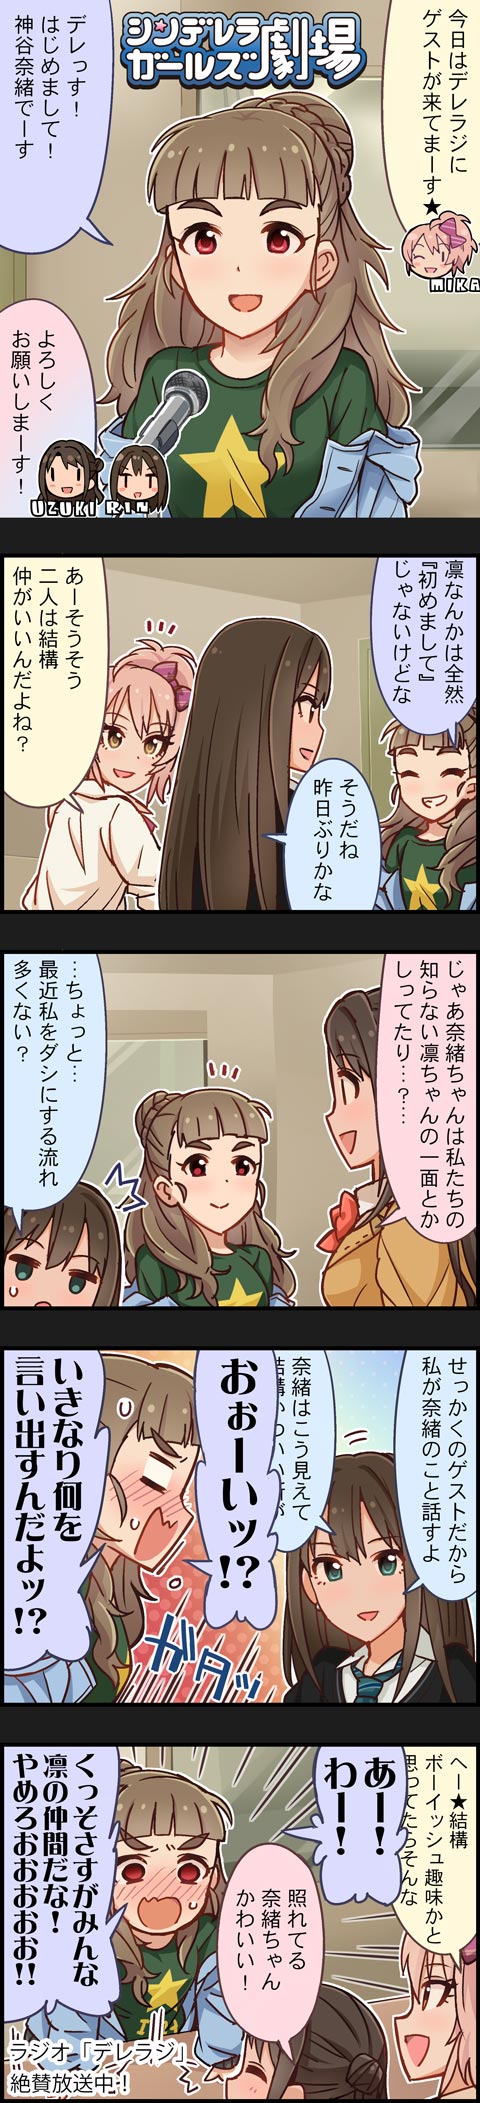 シンデレラ
ガールズ劇場
今日はデレラジに
ゲストが来てまーす★
MIKA
デレっす！
はじめまして！
神谷奈緒でーす
よろしく
お願いしまーす！
UZUKI RIN
凛なんかは全然
『初めまして』
じゃないけどな
そうだね
昨日ぶりかな
あーそうそう
二人は結構
仲がいいんだよね？
じゃあ奈緒ちゃんは私たちの
知らない凛ちゃんの一面とか
しってたり…？…
…ちょっと…
最近私をダシにする流れ
多くない？
せっかくのゲストだから
私が奈緒のこと話すよ
奈緒はこう見えて
結構かわいい所が
おぉーいッ!?
いきなり何を
言い出すんだよッ!?
ガタッ
へー★結構
ボーイッシュ趣味かと
思ってたらそんな
あー！
わー！
照れてる
奈緒ちゃん
かわいい！
くっそさすがみんな
凛の仲間だな！
やめろおおおおお!!
ラジオ「デレラジ」
絶賛放送中！